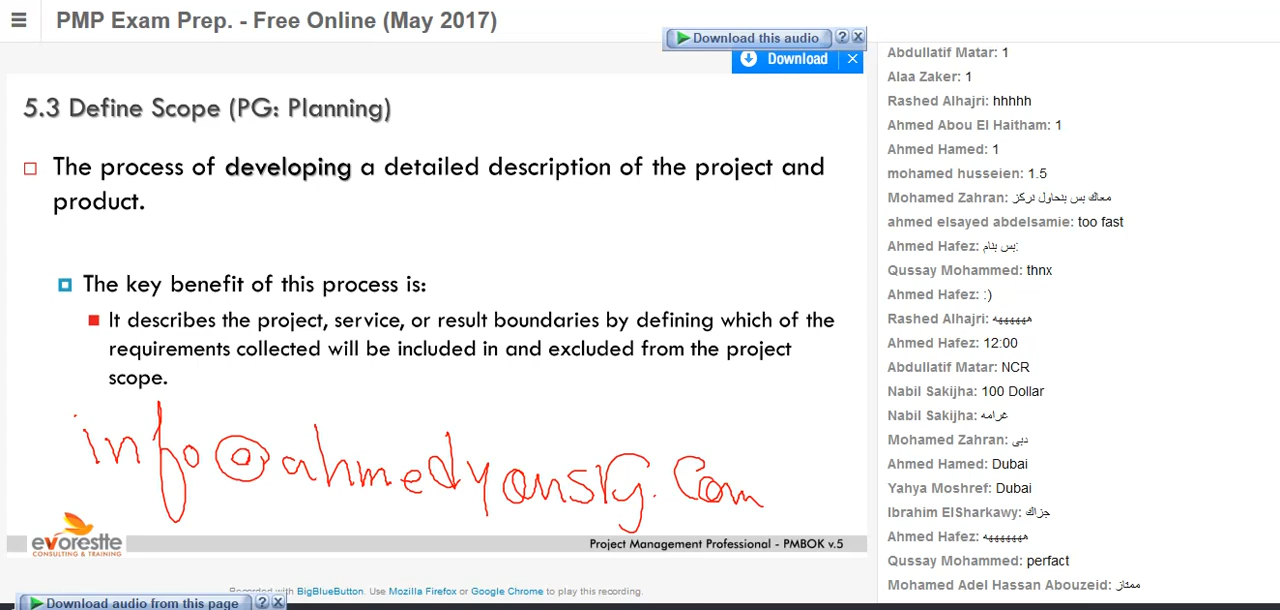 PMP Exam Prep. - Free Online (May 2017)
Download this audio
Download
5.3 Define Scope (PG: Planning)
The process of developing a detailed description of the project and
product.
The key benefit of this process is:
It describes the project, service, or result boundaries by defining which of the
requirements collected will be included in and excluded from the project
scope.
evorestte
CONSULTING & TRAINING
Project Management Professional - PMBOK v.5
Recorded with BigBlueButton. Use Mozilla Firefox or Google Chrome to play this recording.
Download audio from this page
Abdullatif Matar: 1
Alaa Zaker: 1
Rashed Alhajri: hhhhh
Ahmed Abou El Haitham: 1
Ahmed Hamed: 1
mohamed husseien: 1.5
Mohamed Zahran: معاك بس بنحاول نركز
ahmed elsayed abdelsamie: too fast
Ahmed Hafez: بس بنام:
Qussay Mohammed: thnx
Ahmed Hafez: :)
Rashed Alhajri: هههههه
Ahmed Hafez: 12:00
Abdullatif Matar: NCR
Nabil Sakijha: 100 Dollar
Nabil Sakijha: غرامه
Mohamed Zahran: دبى
Ahmed Hamed: Dubai
Yahya Moshref: Dubai
Ibrahim ElSharkawy: جزاك
Ahmed Hafez: ههههههه
Qussay Mohammed: perfact
Mohamed Adel Hassan Abouzeid: ممتاز